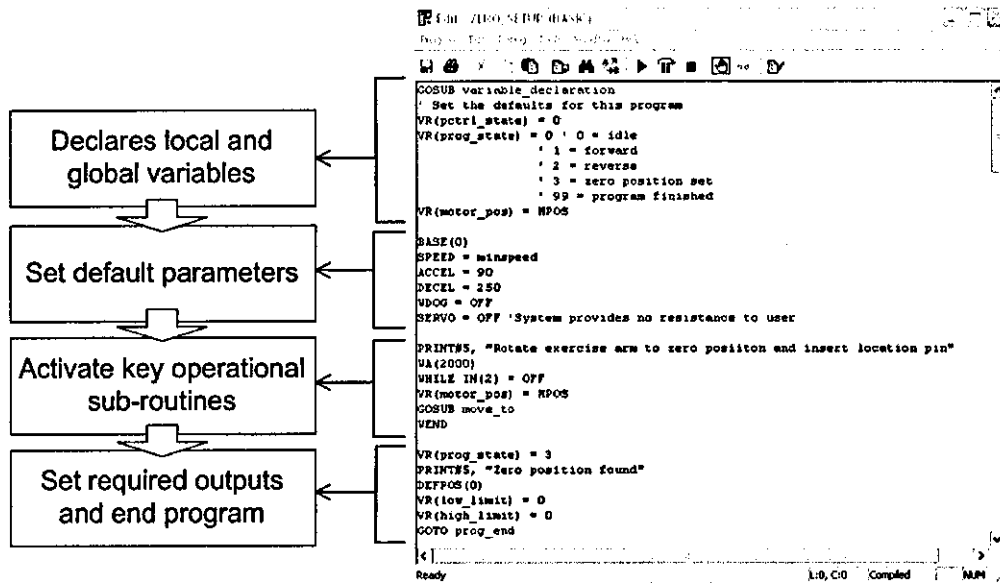 Declares local and
global variables
Set default parameters
Activate key operational
sub-routines
Set required outputs
and end program
GOSUB variable_declaration
' Set the defaults for this program
VR(pctrl_state) = 0
VR(prog_state) = 0 ' 0 = idle
' 1 = forward
' 2 = reverse
' 3 = zero position set
' 99 = program finished
VR(motor_pos) = MPOS
BASE(0)
SPEED = minspeed
ACCEL = 90
DECEL = 250
WDOG = OFF
SERVO = OFF 'System provides no resistance to user
PRINT#5, "Rotate exercise arm to zero posiiton and insert location pin"
WA(2000)
WHILE IN(2) = OFF
VR(motor_pos) = MPOS
GOSUB move_to
WEND
VR(prog_state) = 3
PRINT#5, "Zero position found"
DEFPOS(0)
VR(low_limit) = 0
VR(high_limit) = 0
GOTO prog_end
Ready
L:0, C:0 Compiled NUM